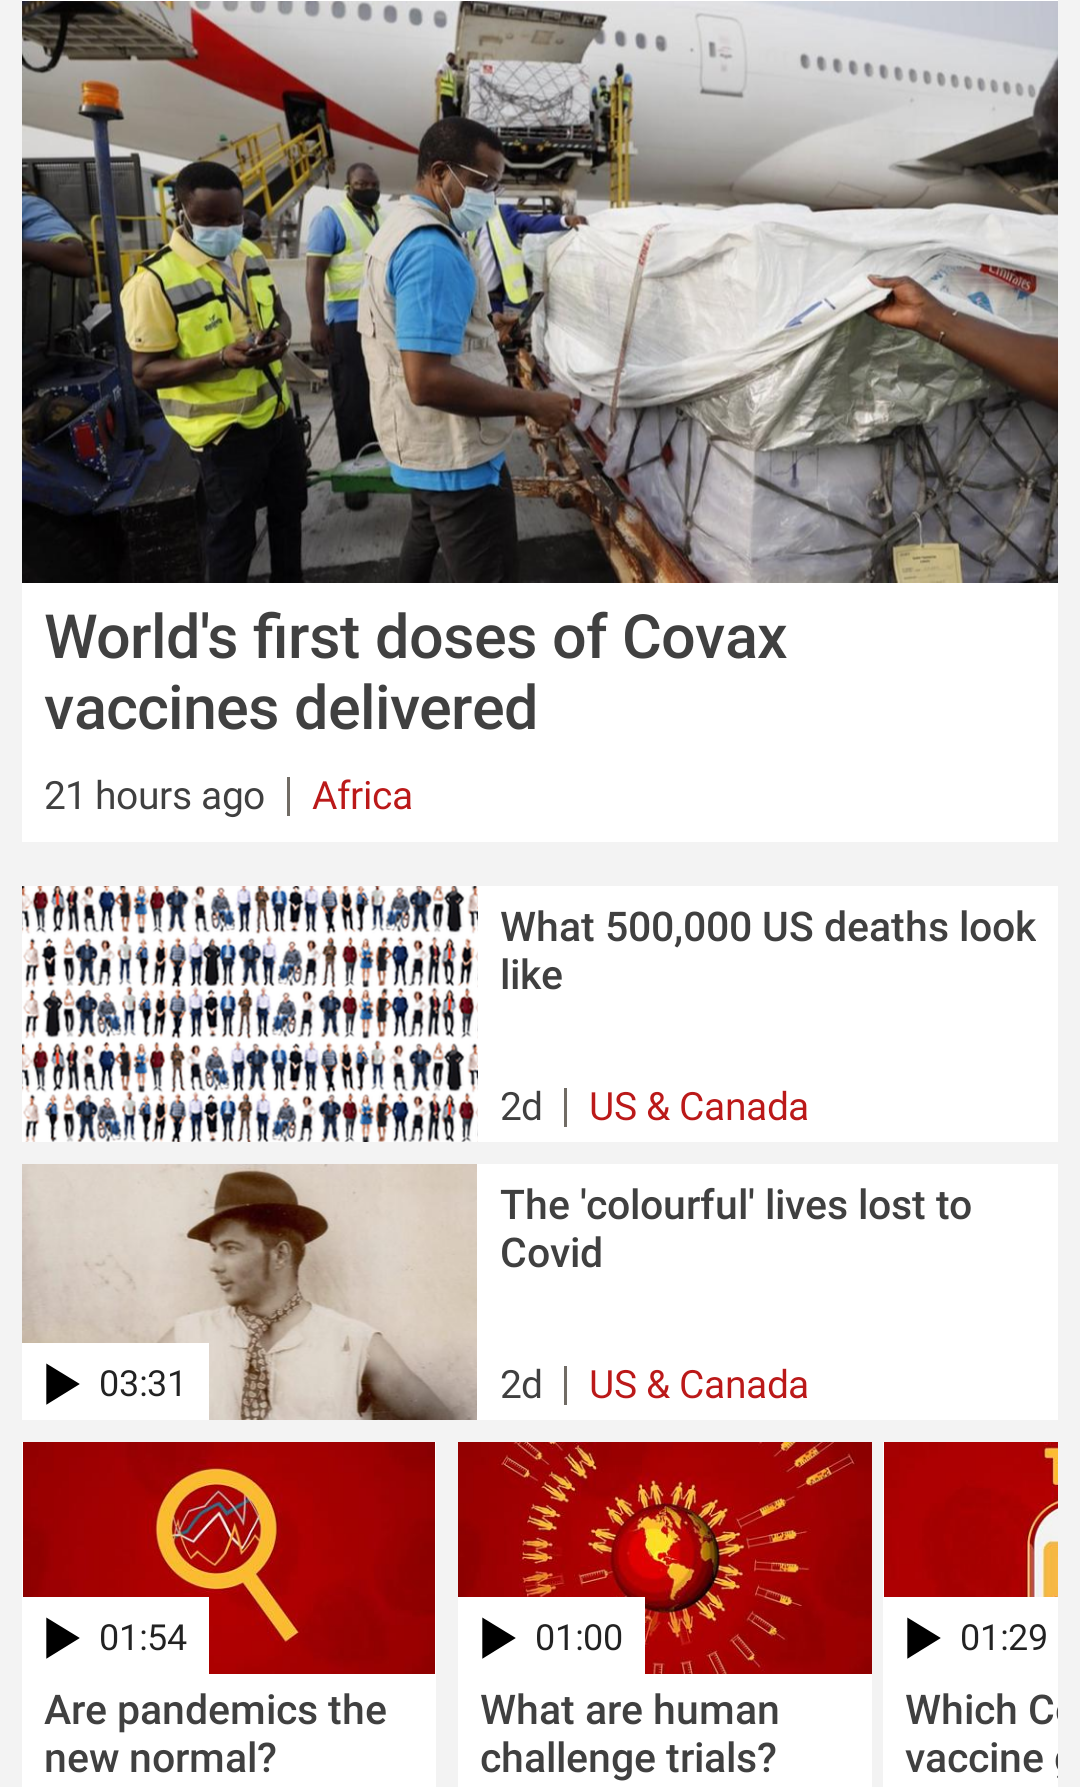 Emirates
World's first doses of Covax
vaccines delivered
21 hours ago | Africa
What 500,000 US deaths look
like
2d | US & Canada
The 'colourful' lives lost to
Covid
03:31
2d | US & Canada
01:54
Are pandemics the
new normal?
01:00
What are human
challenge trials?
01:29
Which
vaccine